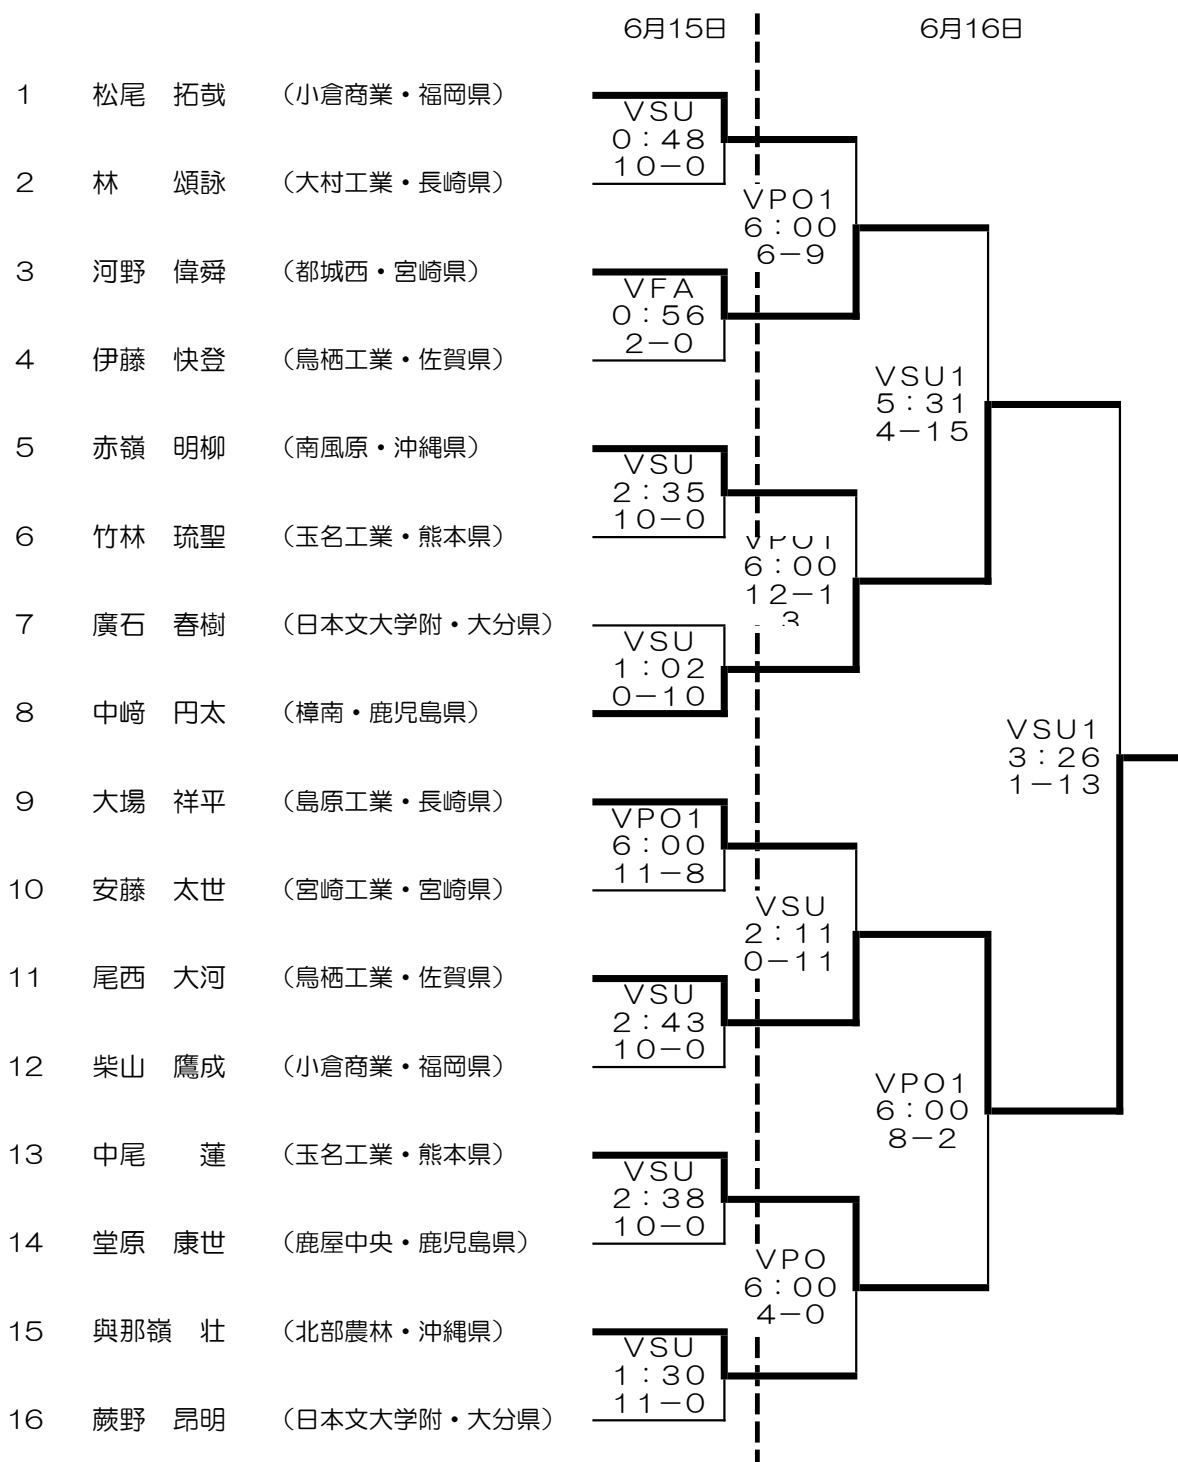 6月15日 6月16日
1 松尾 拓哉 （小倉商業・福岡県）
VSU
0：48
10－0
2 林 頌詠 （大村工業・長崎県）
VPO1
6：00
6－9
3 河野 偉舜 （都城西・宮崎県）
VFA
0：56
2－0
4 伊藤 快登 （鳥栖工業・佐賀県）
VSU1
5：31
4－15
5 赤嶺 明柳 （南風原・沖縄県）
VSU
2：35
10－0
6 竹林 琉聖 （玉名工業・熊本県）
VPO1
6：00
12－1
3
7 廣石 春樹 （日本文大学附・大分県）
VSU
1：02
0－10
8 中﨑 円太 （樟南・鹿児島県）
VSU1
3：26
1－13
9 大場 祥平 （島原工業・長崎県）
VPO1
6：00
11－8
10 安藤 太世 （宮崎工業・宮崎県）
VSU
2：11
0－11
11 尾西 大河 （鳥栖工業・佐賀県）
VSU
2：43
10－0
12 柴山 鷹成 （小倉商業・福岡県）
VPO1
6：00
8－2
13 中尾 蓮 （玉名工業・熊本県）
VSU
2：38
10－0
14 堂原 康世 （鹿屋中央・鹿児島県）
VPO
6：00
4－0
15 與那嶺 壮 （北部農林・沖縄県）
VSU
1：30
11－0
16 蕨野 昂明 （日本文大学附・大分県）